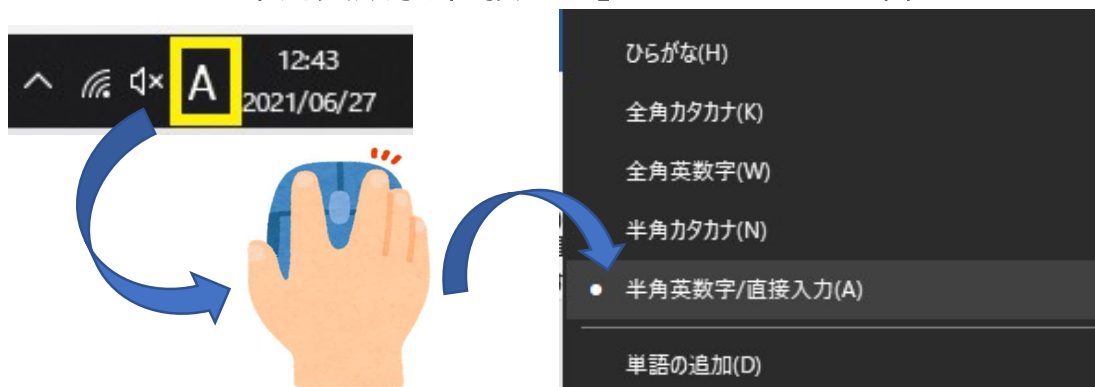 A
12:43
2021/06/27
ひらがな(H)
全角カタカナ(K)
全角英数字(W)
半角カタカナ(N)
半角英数字/直接入力(A)
単語の追加(D)